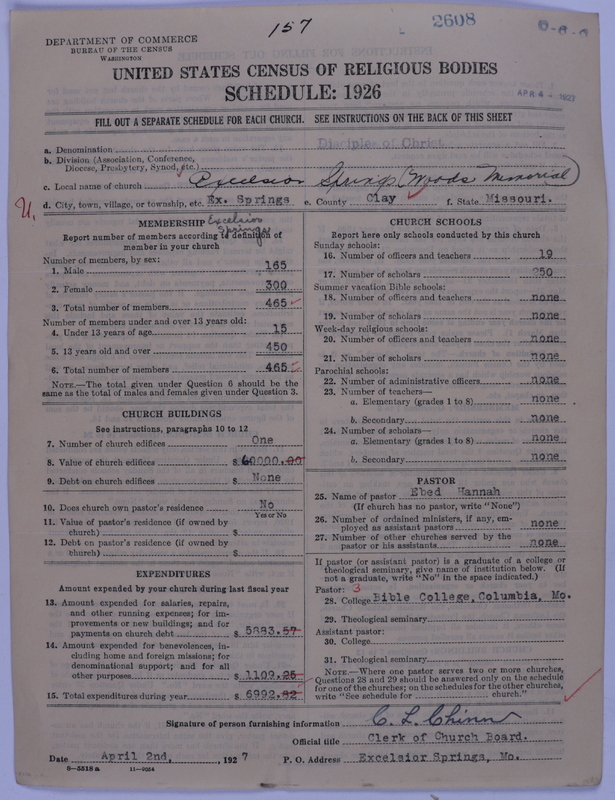 157
2608
DEPARTMENT OF COMMERCE
BUREAU OF THE CENSUS
WASHINGTON
APR 4 - 1927
UNITED STATES CENSUS OF RELIGIOUS BODIES
SCHEDULE: 1926
FILL OUT A SEPARATE SCHEDULE FOR EACH CHURCH. SEE INSTRUCTIONS ON THE BACK OF THIS SHEET
a. Denomination Disciples of Christ
b. Division (Association, Conference,
Diocese, Presbytery, Synod, etc.)
c. Local name of church Excelsior Springs (Woods Memorial)
U. d. City, town, village, or township, etc. Ex. Springs e. County Clay f. State Missouri.
MEMBERSHIP Excelsior Springs
Report number of members according to definition of
member in your church
Number of members, by sex:
1. Male 165
2. Female 300
3. Total number of members 465
Number of members under and over 13 years old:
4. Under 13 years of age 15
5. 13 years old and over 450
6. Total number of members 465
NOTE.—The total given under Question 6 should be the
same as the total of males and females given under Question 3.
CHURCH BUILDINGS
See instructions, paragraphs 10 to 12
7. Number of church edifices One
8. Value of church edifices $ 60000.00
9. Debt on church edifices $ None
10. Does church own pastor's residence No
Yes or No
11. Value of pastor's residence (if owned by
church) $
12. Debt on pastor's residence (if owned by
church) $
EXPENDITURES
Amount expended by your church during last fiscal year
13. Amount expended for salaries, repairs,
and other running expenses; for im-
provements or new buildings; and for
payments on church debt $ 5883.57
14. Amount expended for benevolences, in-
cluding home and foreign missions; for
denominational support; and for all
other purposes $ 1109.25
15. Total expenditures during year $ 6992.82
CHURCH SCHOOLS
Report here only schools conducted by this church
Sunday schools:
16. Number of officers and teachers 19
17. Number of scholars 250
Summer vacation Bible schools:
18. Number of officers and teachers none
19. Number of scholars none
Week-day religious schools:
20. Number of officers and teachers none
21. Number of scholars none
Parochial schools:
22. Number of administrative officers none
23. Number of teachers—
a. Elementary (grades 1 to 8) none
b. Secondary none
24. Number of scholars—
a. Elementary (grades 1 to 8) none
b. Secondary none
PASTOR
25. Name of pastor Ebed Hannah
(If church has no pastor, write "None")
26. Number of ordained ministers, if any, em-
ployed as assistant pastors none
27. Number of other churches served by the
pastor or his assistants none
If pastor (or assistant pastor) is a graduate of a college or
theological seminary, give name of institution below. (If
not a graduate, write "No" in the space indicated.)
Pastor: 3
28. College Bible College, Columbia, Mo.
29. Theological seminary
Assistant pastor:
30. College
31. Theological seminary
NOTE.—Where one pastor serves two or more churches,
Questions 28 and 29 should be answered only on the schedule
for one of the churches; on the schedules for the other churches,
write "See schedule for church."
Signature of person furnishing information C. L. Chinn
Official title Clerk of Church Board.
Date April 2nd, 1927 P. O. Address Excelsior Springs, Mo.
8—5318 a 11—9054